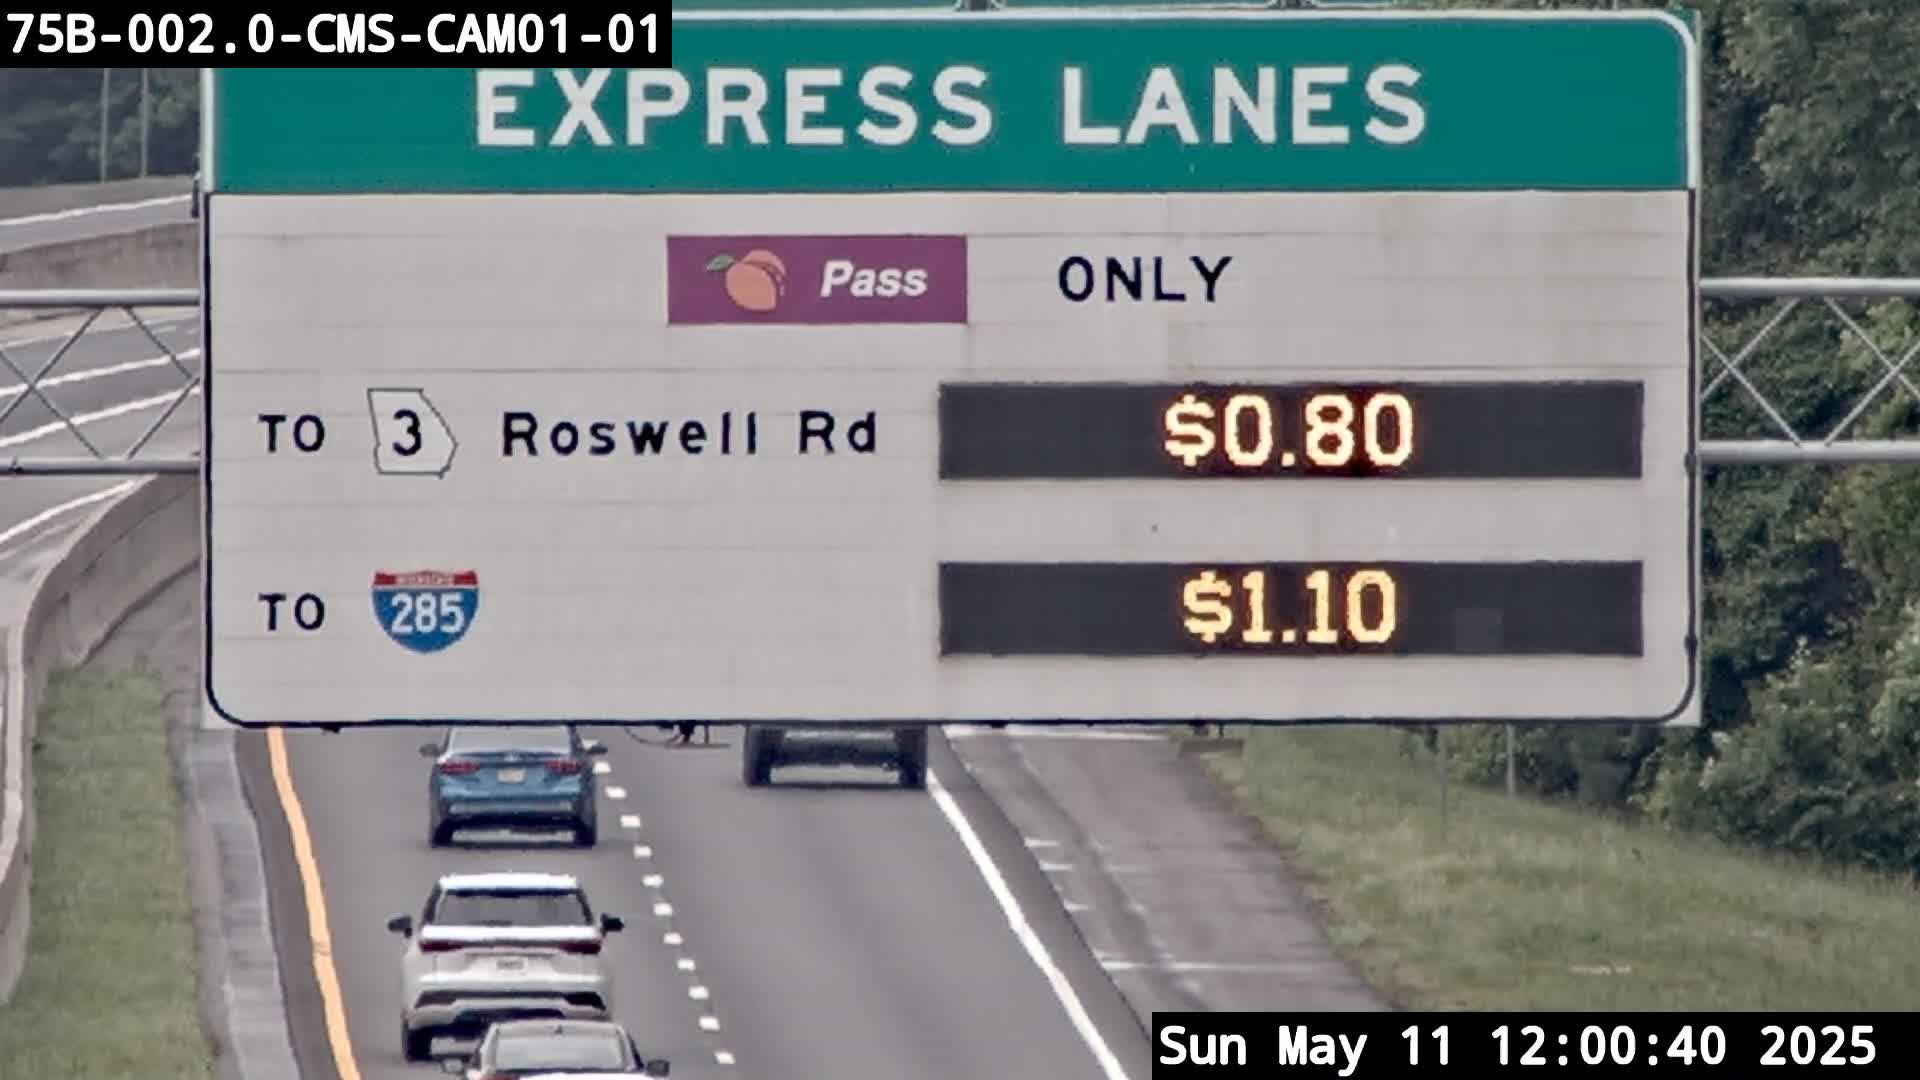 75B-002.0-CMS-CAM01-01
EXPRESS LANES
Pass ONLY
TO 3 Roswell Rd $0.80
TO 285 $1.10
Sun May 11 12:00:40 2025